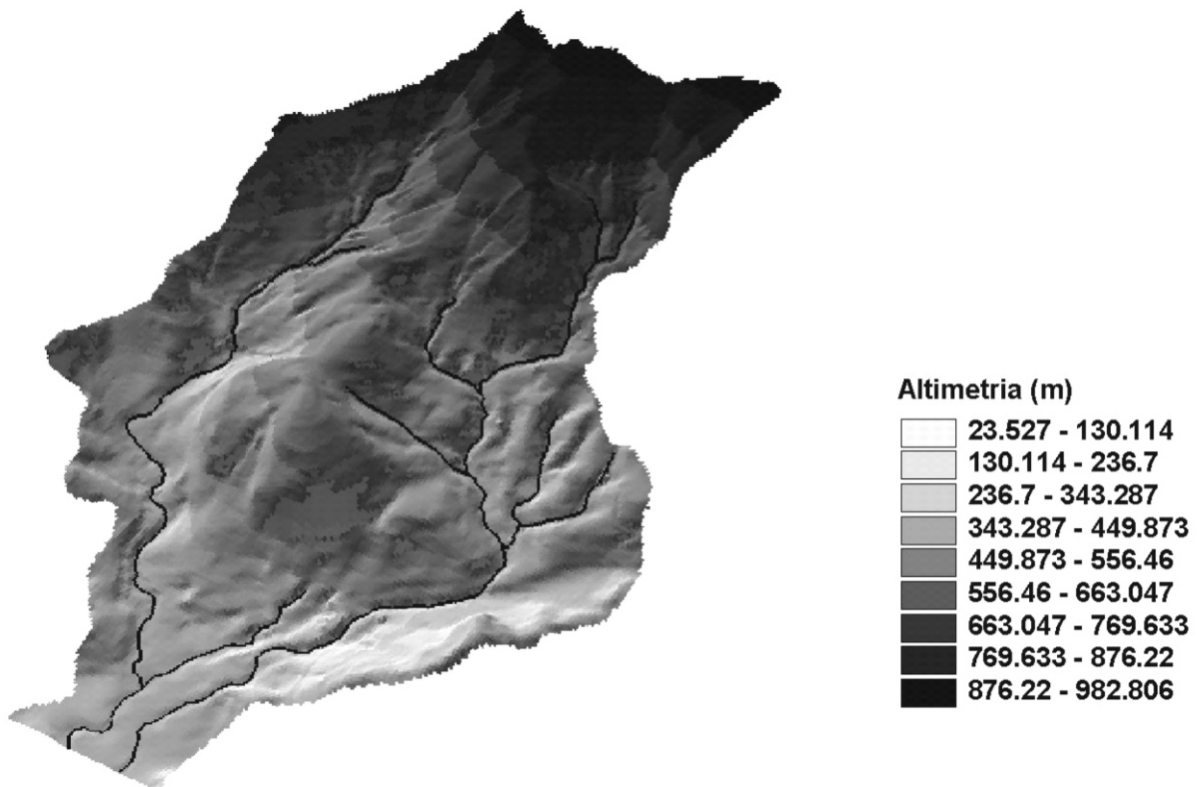 Altimetria (m)
23.527 - 130.114
130.114 - 236.7
236.7 - 343.287
343.287 - 449.873
449.873 - 556.46
556.46 - 663.047
663.047 - 769.633
769.633 - 876.22
876.22 - 982.806